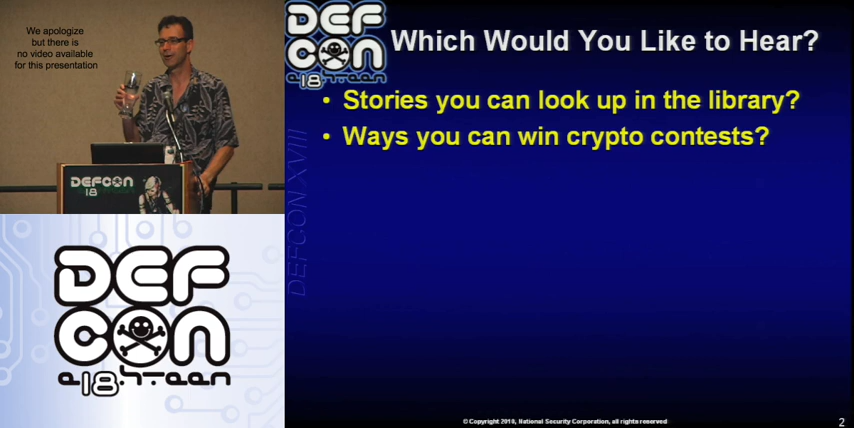 We apologize
but there is
no video available
for this presentation
DEFCON
18
DEF
CON
e18hteen
DEF
CON
e18hteen
Which Would You Like to Hear?
• Stories you can look up in the library?
• Ways you can win crypto contests?
DEFCON XVIII
© Copyright 2010, National Security Corporation, all rights reserved
2